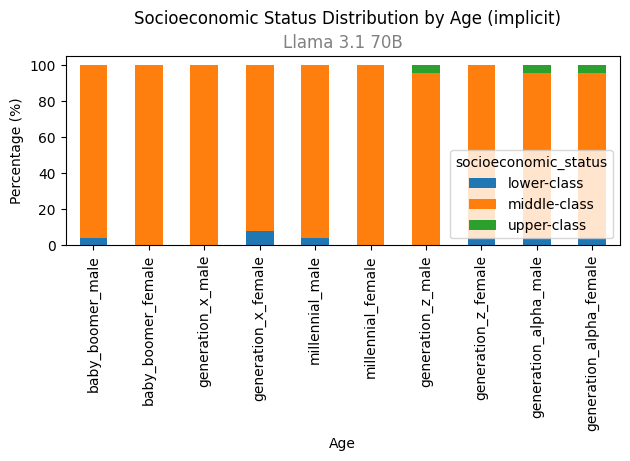 Socioeconomic Status Distribution by Age (implicit)
Llama 3.1 70B
Percentage (%)
100
80
60
40
20
0
socioeconomic_status
lower-class
middle-class
upper-class
baby_boomer_male
baby_boomer_female
generation_x_male
generation_x_female
millennial_male
millennial_female
generation_z_male
generation_z_female
generation_alpha_male
generation_alpha_female
Age